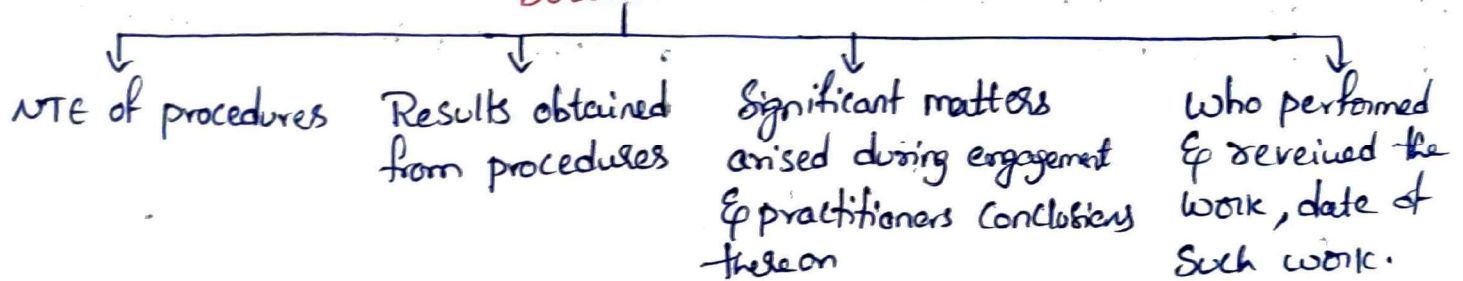 NTE of procedures
Results obtained
from procedures
Significant matters
arised during engagement
& practitioners Conclusions
thereon
Who performed
& reveiwed the
work, date of
Such work.